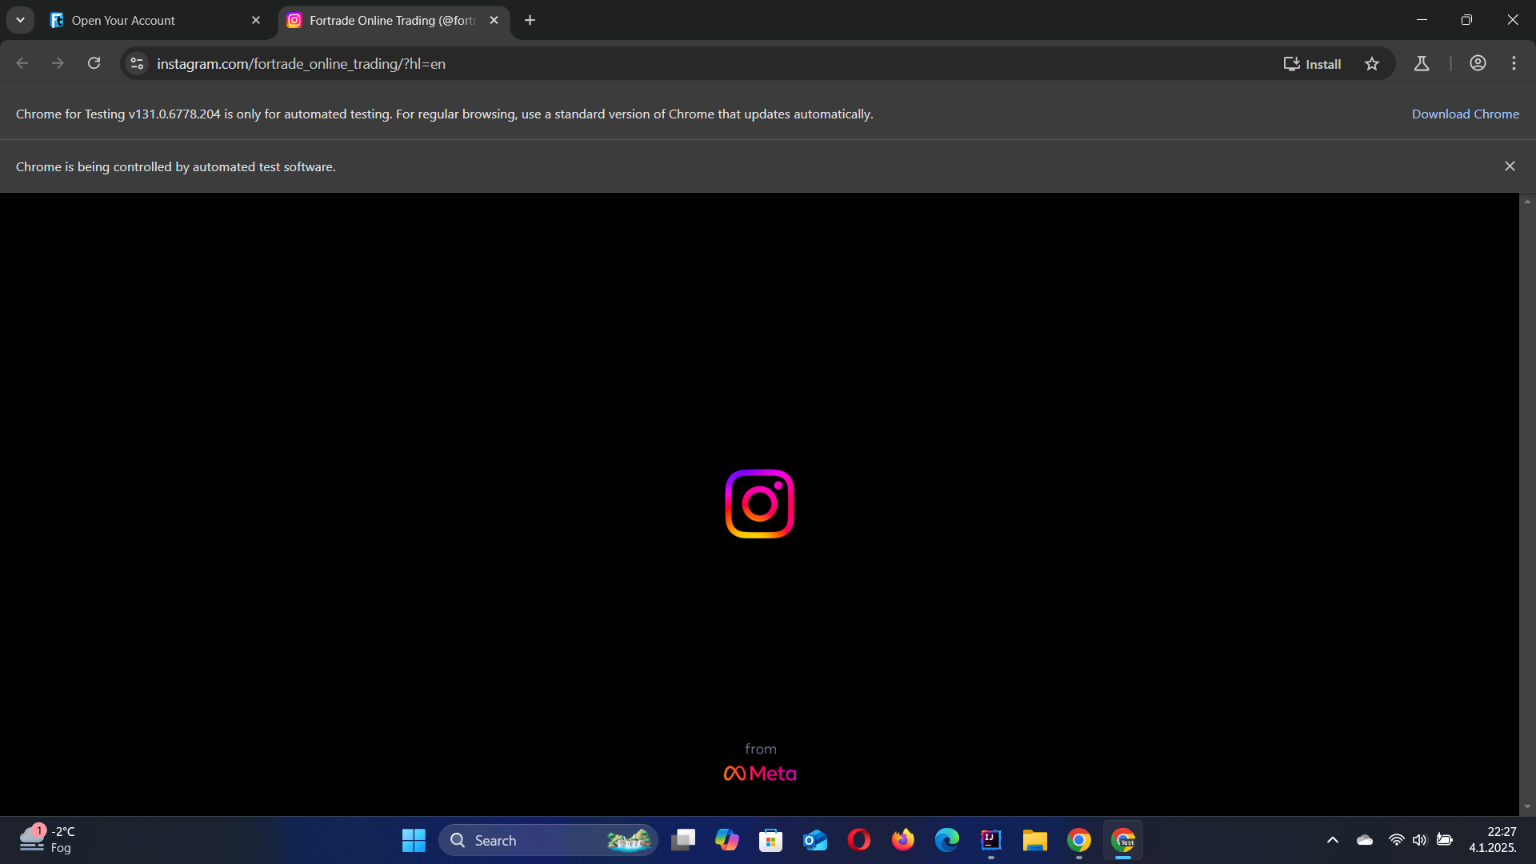 Open Your Account
Fortrade Online Trading (@fort
instagram.com/fortrade_online_trading/?hl=en
Install
Chrome for Testing v131.0.6778.204 is only for automated testing. For regular browsing, use a standard version of Chrome that updates automatically.
Download Chrome
Chrome is being controlled by automated test software.
from
Meta
1
-2°C
Fog
Search
IJ
Test
22:27
4.1.2025.